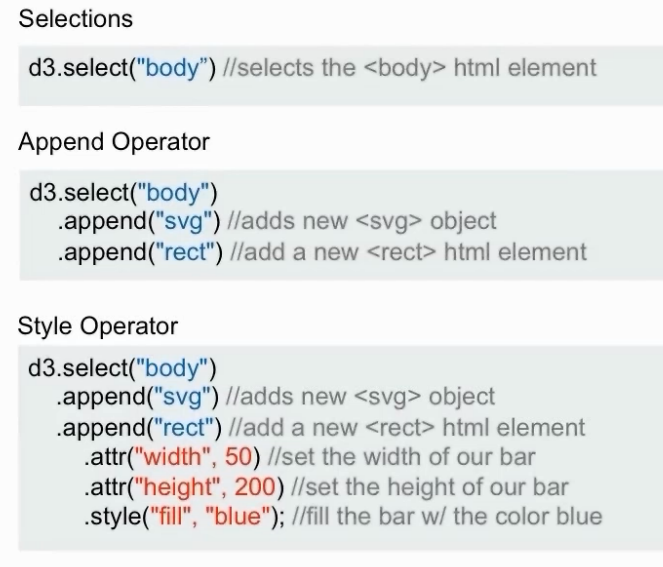 Selections
d3.select("body”) //selects the <body> html element
Append Operator
d3.select("body")
.append("svg") //adds new <svg> object
.append("rect") //add a new <rect> html element
Style Operator
d3.select("body")
.append("svg") //adds new <svg> object
.append("rect") //add a new <rect> html element
.attr("width", 50) //set the width of our bar
.attr("height", 200) //set the height of our bar
.style("fill", "blue"); //fill the bar w/ the color blue